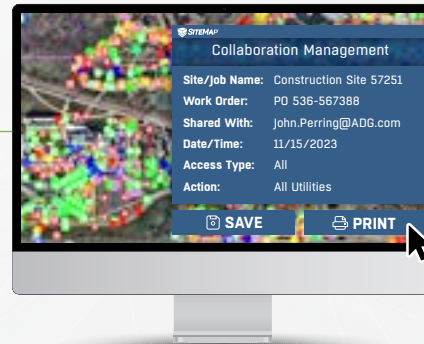 SiteMap
Collaboration Management
Site/Job Name: Construction Site 57251
Work Order: PO 536-567388
Shared With: John.Perring@ADG.com
Date/Time: 11/15/2023
Access Type: All
Action: All Utilities
SAVE PRINT